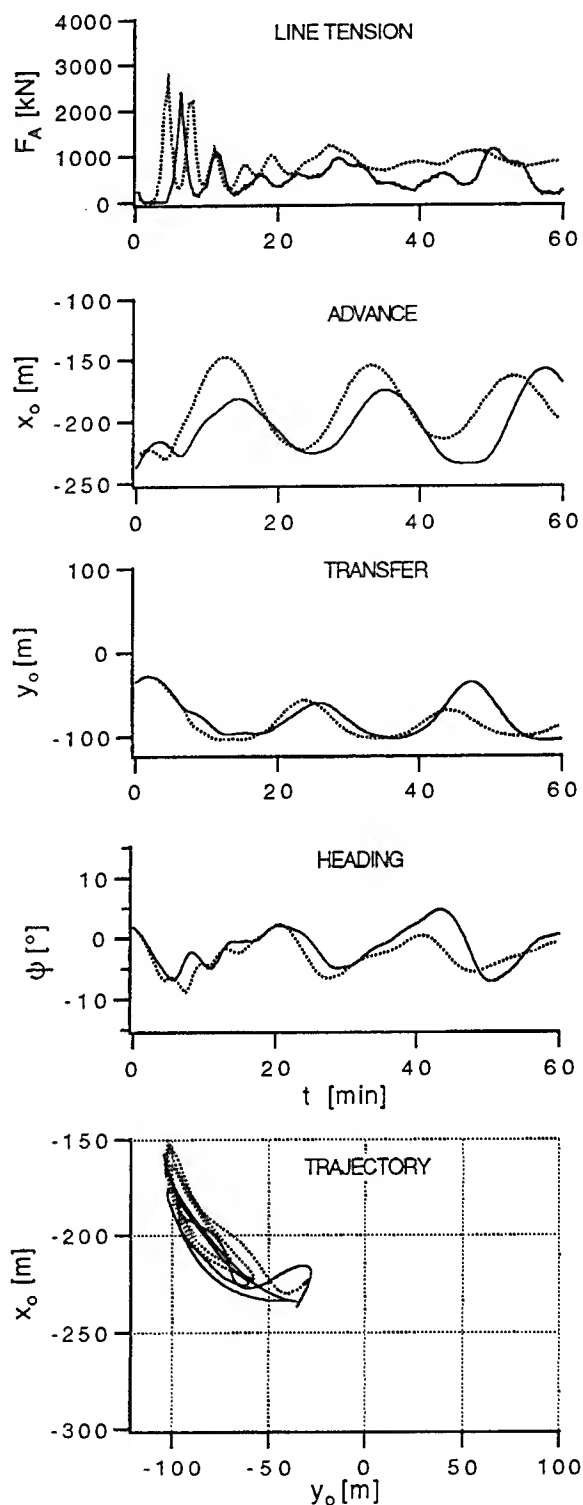 LINE TENSION
F_A [kN]
4000
3000
2000
1000
0
0 20 40 60
ADVANCE
x_o [m]
-100
-150
-200
-250
0 20 40 60
TRANSFER
y_o [m]
100
0
-100
0 20 40 60
HEADING
ψ [°]
10
0
-10
0 20 40 60
t [min]
TRAJECTORY
x_o [m]
-150
-200
-250
-300
-100 -50 0 50 100
y_o [m]